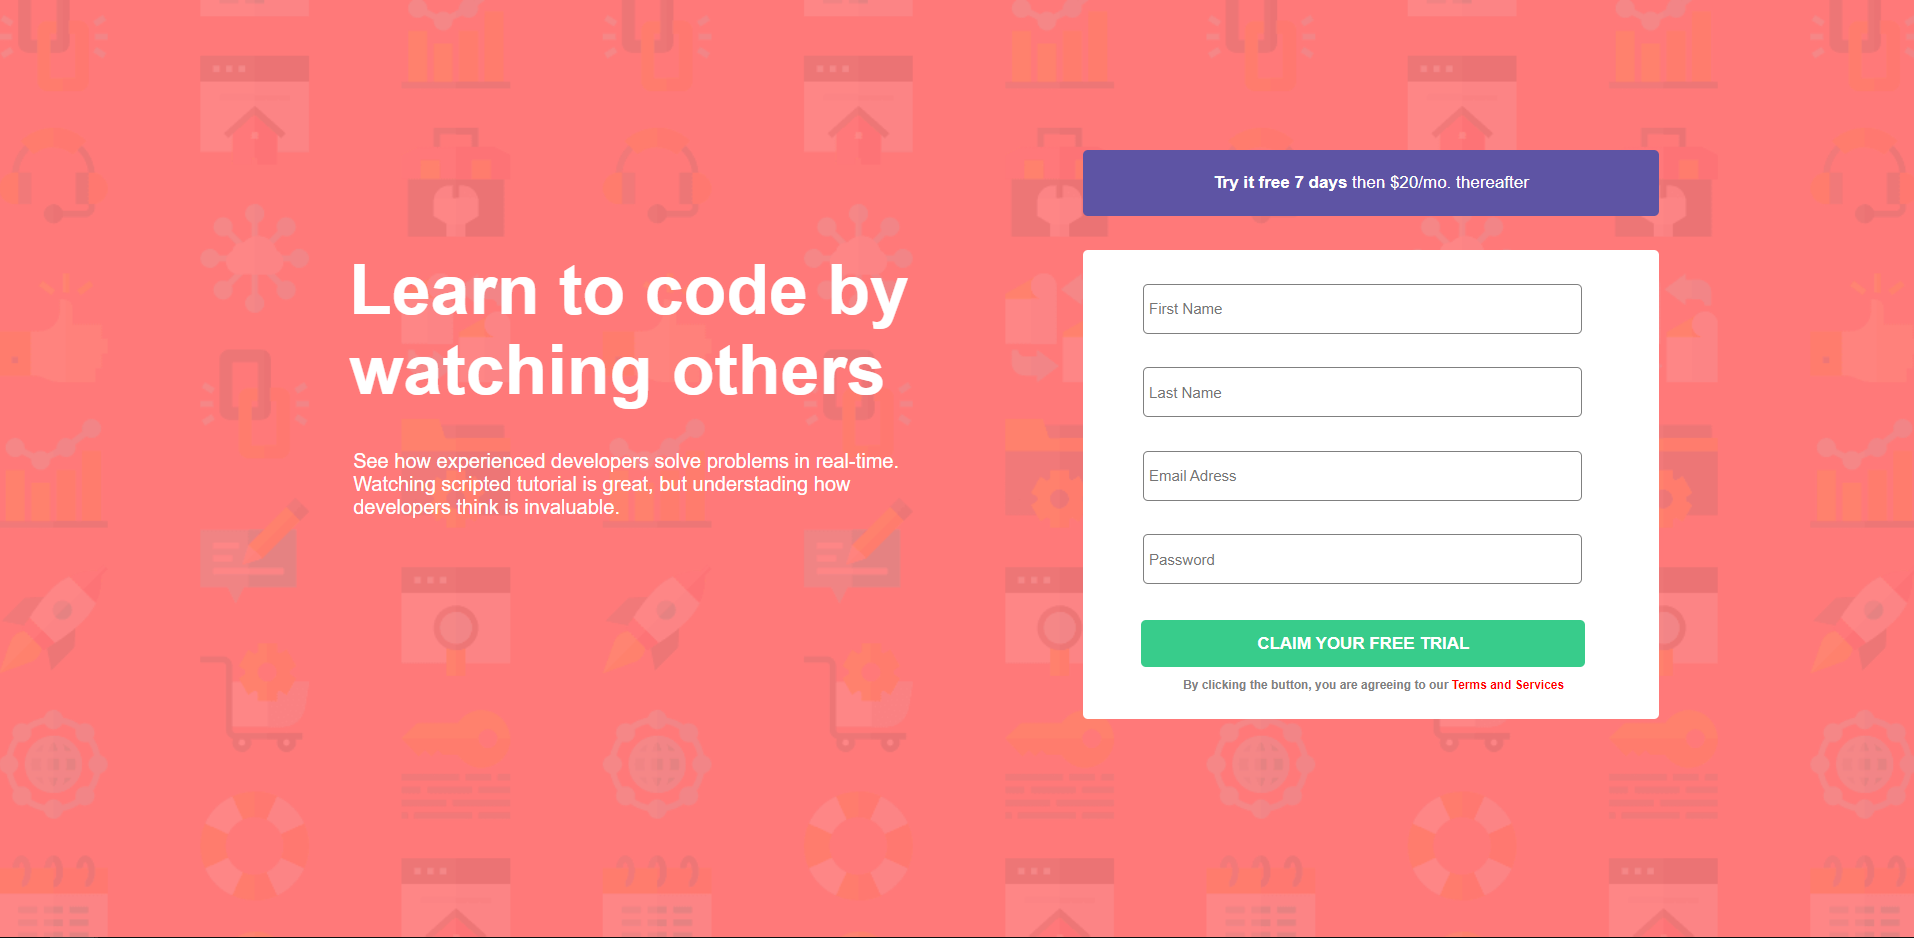 Learn to code by
watching others
See how experienced developers solve problems in real-time.
Watching scripted tutorial is great, but understading how
developers think is invaluable.
Try it free 7 days then $20/mo. thereafter
First Name
Last Name
Email Adress
Password
CLAIM YOUR FREE TRIAL
By clicking the button, you are agreeing to our Terms and Services